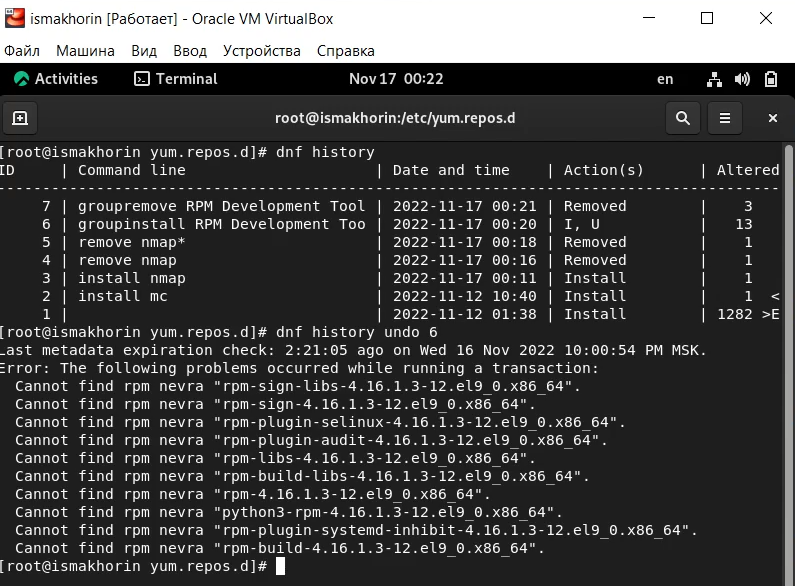 ismakhorin [Работает] - Oracle VM VirtualBox
Файл Машина Вид Ввод Устройства Справка
Activities Terminal Nov 17 00:22 en
root@ismakhorin:/etc/yum.repos.d
[root@ismakhorin yum.repos.d]# dnf history
ID | Command line | Date and time | Action(s) | Altered
--------------------------------------------------------------------------------
7 | groupremove RPM Development Tool | 2022-11-17 00:21 | Removed | 3
6 | groupinstall RPM Development Too | 2022-11-17 00:20 | I, U | 13
5 | remove nmap* | 2022-11-17 00:18 | Removed | 1
4 | remove nmap | 2022-11-17 00:16 | Removed | 1
3 | install nmap | 2022-11-17 00:11 | Install | 1
2 | install mc | 2022-11-12 10:40 | Install | 1 <
1 | | 2022-11-12 01:38 | Install | 1282 >E
[root@ismakhorin yum.repos.d]# dnf history undo 6
Last metadata expiration check: 2:21:05 ago on Wed 16 Nov 2022 10:00:54 PM MSK.
Error: The following problems occurred while running a transaction:
Cannot find rpm nevra "rpm-sign-libs-4.16.1.3-12.el9_0.x86_64".
Cannot find rpm nevra "rpm-sign-4.16.1.3-12.el9_0.x86_64".
Cannot find rpm nevra "rpm-plugin-selinux-4.16.1.3-12.el9_0.x86_64".
Cannot find rpm nevra "rpm-plugin-audit-4.16.1.3-12.el9_0.x86_64".
Cannot find rpm nevra "rpm-libs-4.16.1.3-12.el9_0.x86_64".
Cannot find rpm nevra "rpm-build-libs-4.16.1.3-12.el9_0.x86_64".
Cannot find rpm nevra "rpm-4.16.1.3-12.el9_0.x86_64".
Cannot find rpm nevra "python3-rpm-4.16.1.3-12.el9_0.x86_64".
Cannot find rpm nevra "rpm-plugin-systemd-inhibit-4.16.1.3-12.el9_0.x86_64".
Cannot find rpm nevra "rpm-build-4.16.1.3-12.el9_0.x86_64".
[root@ismakhorin yum.repos.d]#